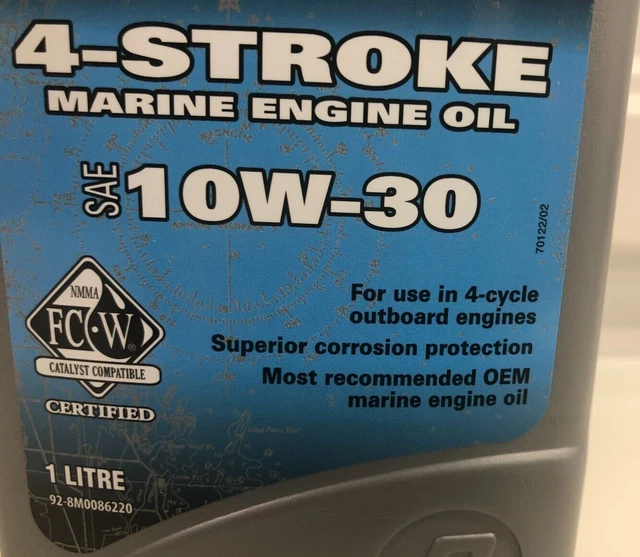 4-STROKE
MARINE ENGINE OIL
SAE 10W-30
70122/02
NMMA
FC·W®
CATALYST COMPATIBLE
CERTIFIED
For use in 4-cycle
outboard engines
Superior corrosion protection
Most recommended OEM
marine engine oil
1 LITRE
92-8M0086220